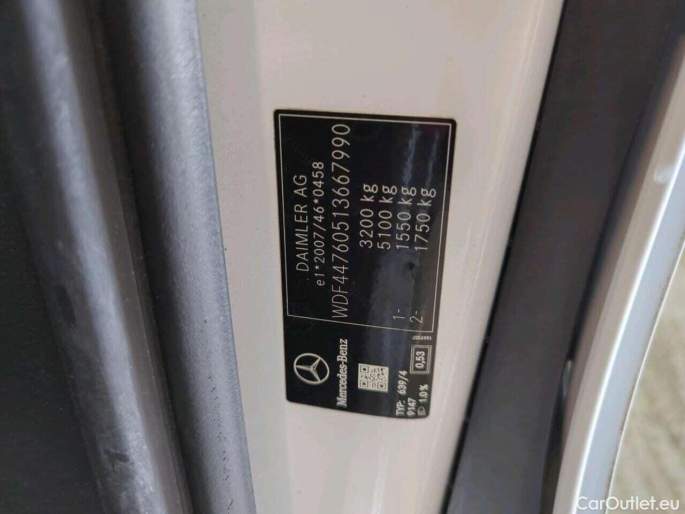 DAIMLER AG
e1*2007/46*0458
WDF44760513667990
3200 kg
5100 kg
1- 1550 kg
2- 1750 kg
Mercedes-Benz
TYP: 639/4
9147
0,53
1.0%
CarOutlet.eu